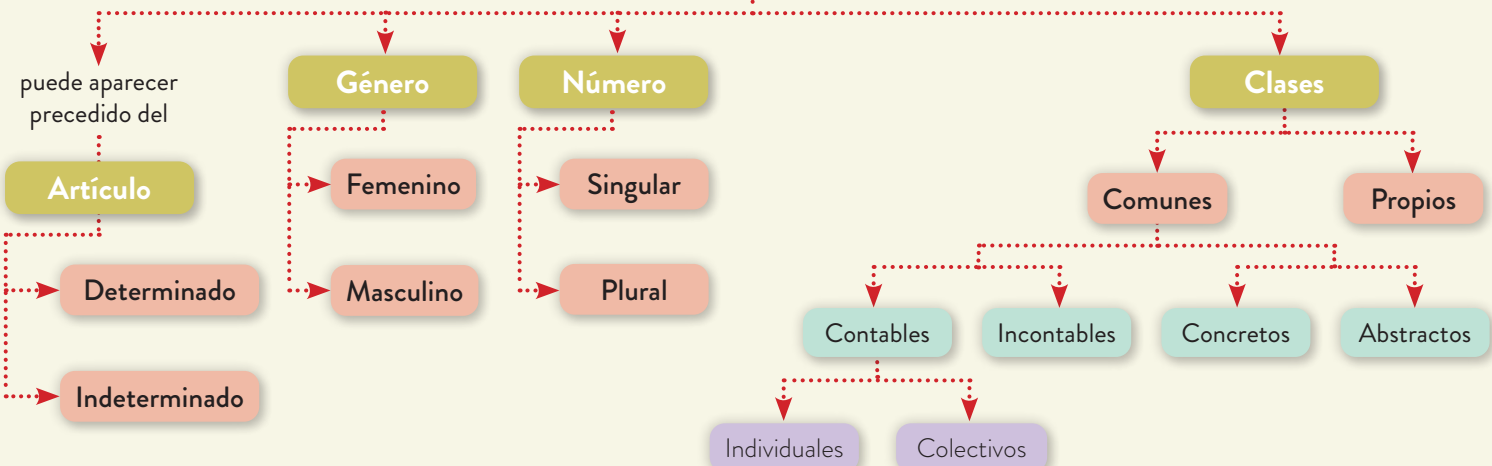 puede aparecer
precedido del
Artículo
Determinado
Indeterminado
Género
Femenino
Masculino
Número
Singular
Plural
Clases
Comunes
Propios
Contables
Incontables
Concretos
Abstractos
Individuales
Colectivos